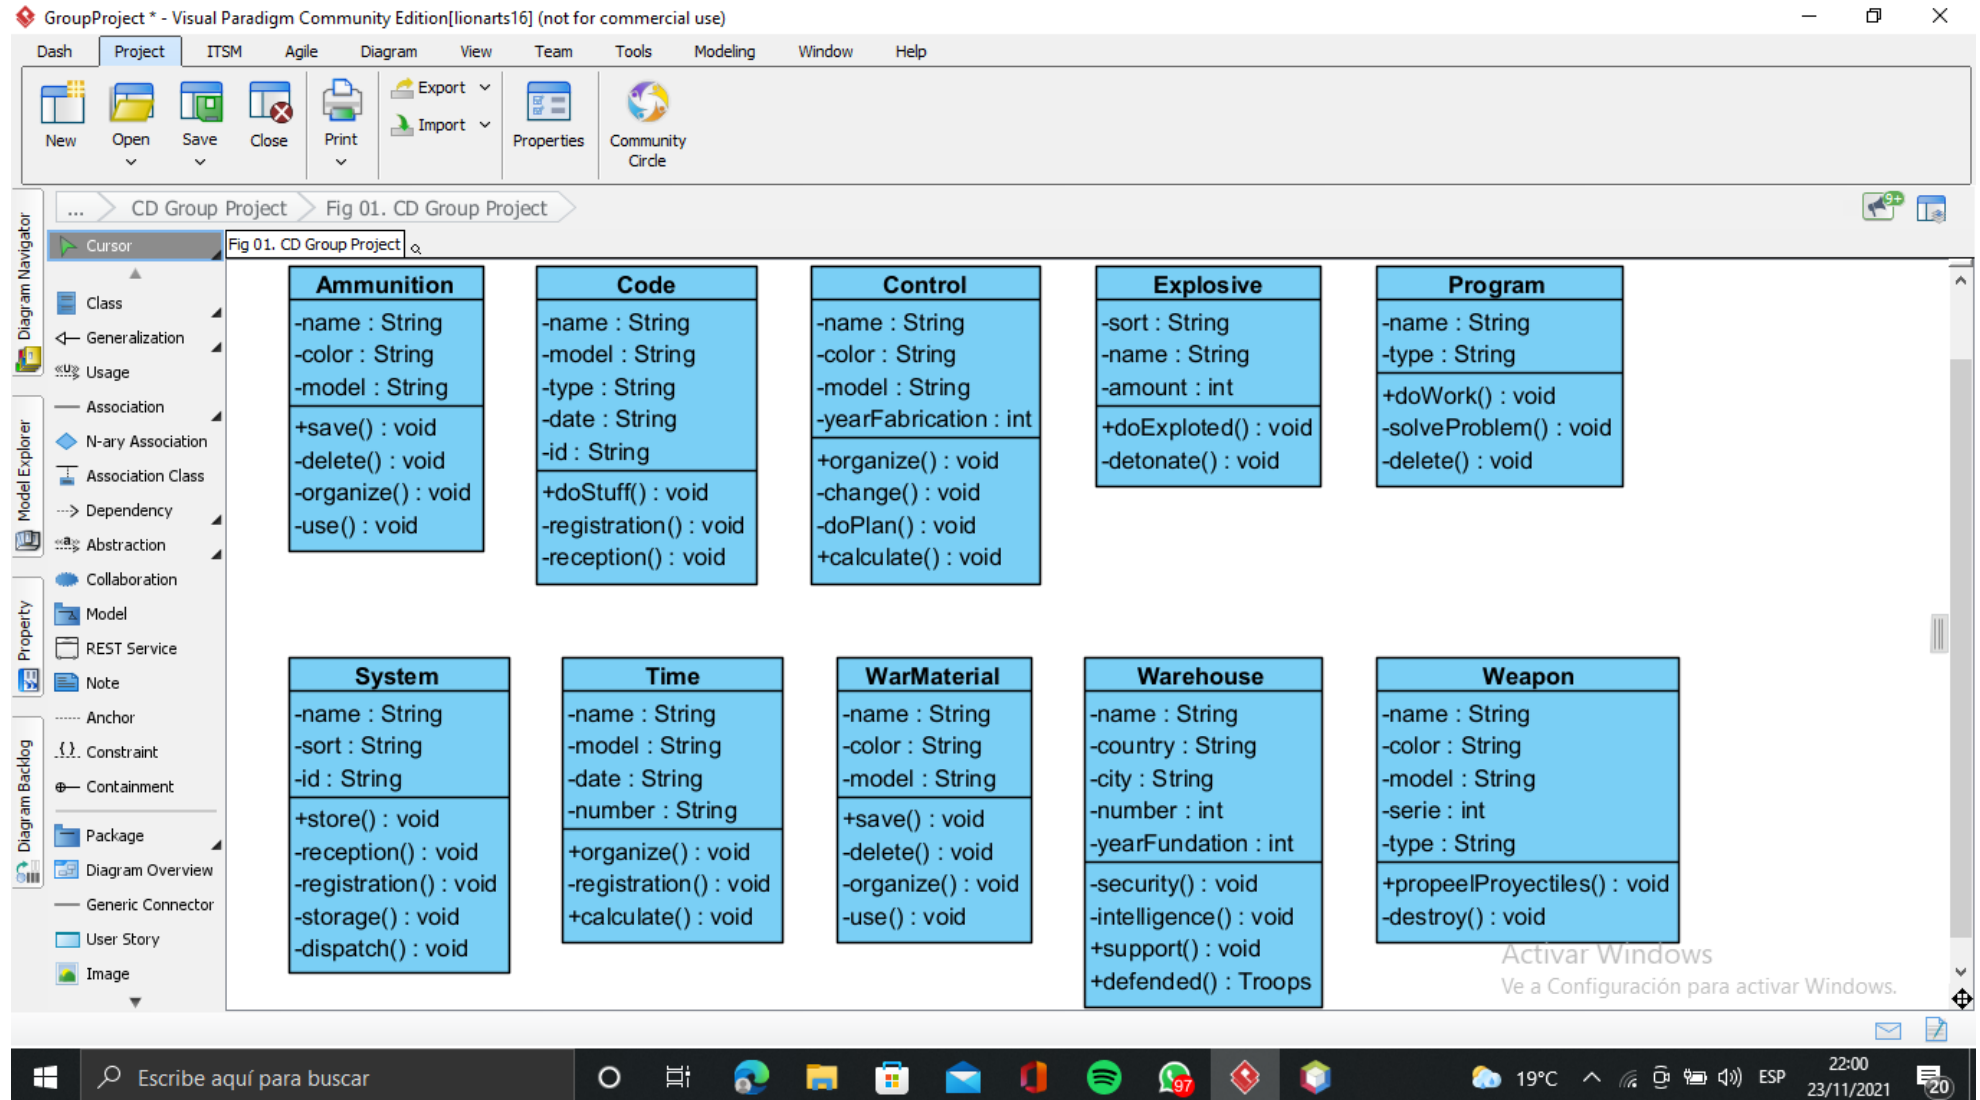 GroupProject * - Visual Paradigm Community Edition[lionarts16] (not for commercial use)
Dash Project ITSM Agile Diagram View Team Tools Modeling Window Help
New
Open
Save
Close
Print
Export
Import
Properties
Community
Circle
... CD Group Project Fig 01. CD Group Project
9+
Diagram Navigator
Model Explorer
Property
Diagram Backlog
Cursor
Class
Generalization
«U» Usage
Association
N-ary Association
Association Class
Dependency
«a» Abstraction
Collaboration
Model
REST Service
Note
Anchor
{} Constraint
Containment
Package
Diagram Overview
Generic Connector
User Story
Image
Fig 01. CD Group Project
Ammunition
-name : String
-color : String
-model : String
+save() : void
-delete() : void
-organize() : void
-use() : void
Code
-name : String
-model : String
-type : String
-date : String
-id : String
+doStuff() : void
-registration() : void
-reception() : void
Control
-name : String
-color : String
-model : String
-yearFabrication : int
+organize() : void
-change() : void
-doPlan() : void
+calculate() : void
Explosive
-sort : String
-name : String
-amount : int
+doExploted() : void
-detonate() : void
Program
-name : String
-type : String
+doWork() : void
-solveProblem() : void
-delete() : void
System
-name : String
-sort : String
-id : String
+store() : void
-reception() : void
-registration() : void
-storage() : void
-dispatch() : void
Time
-name : String
-model : String
-date : String
-number : String
+organize() : void
-registration() : void
+calculate() : void
WarMaterial
-name : String
-color : String
-model : String
+save() : void
-delete() : void
-organize() : void
-use() : void
Warehouse
-name : String
-country : String
-city : String
-number : int
-yearFundation : int
-security() : void
-intelligence() : void
+support() : void
+defended() : Troops
Weapon
-name : String
-color : String
-model : String
-serie : int
-type : String
+propeelProyectiles() : void
-destroy() : void
Activar Windows
Ve a Configuración para activar Windows.
Escribe aquí para buscar
97
19°C
ESP
22:00
23/11/2021
20